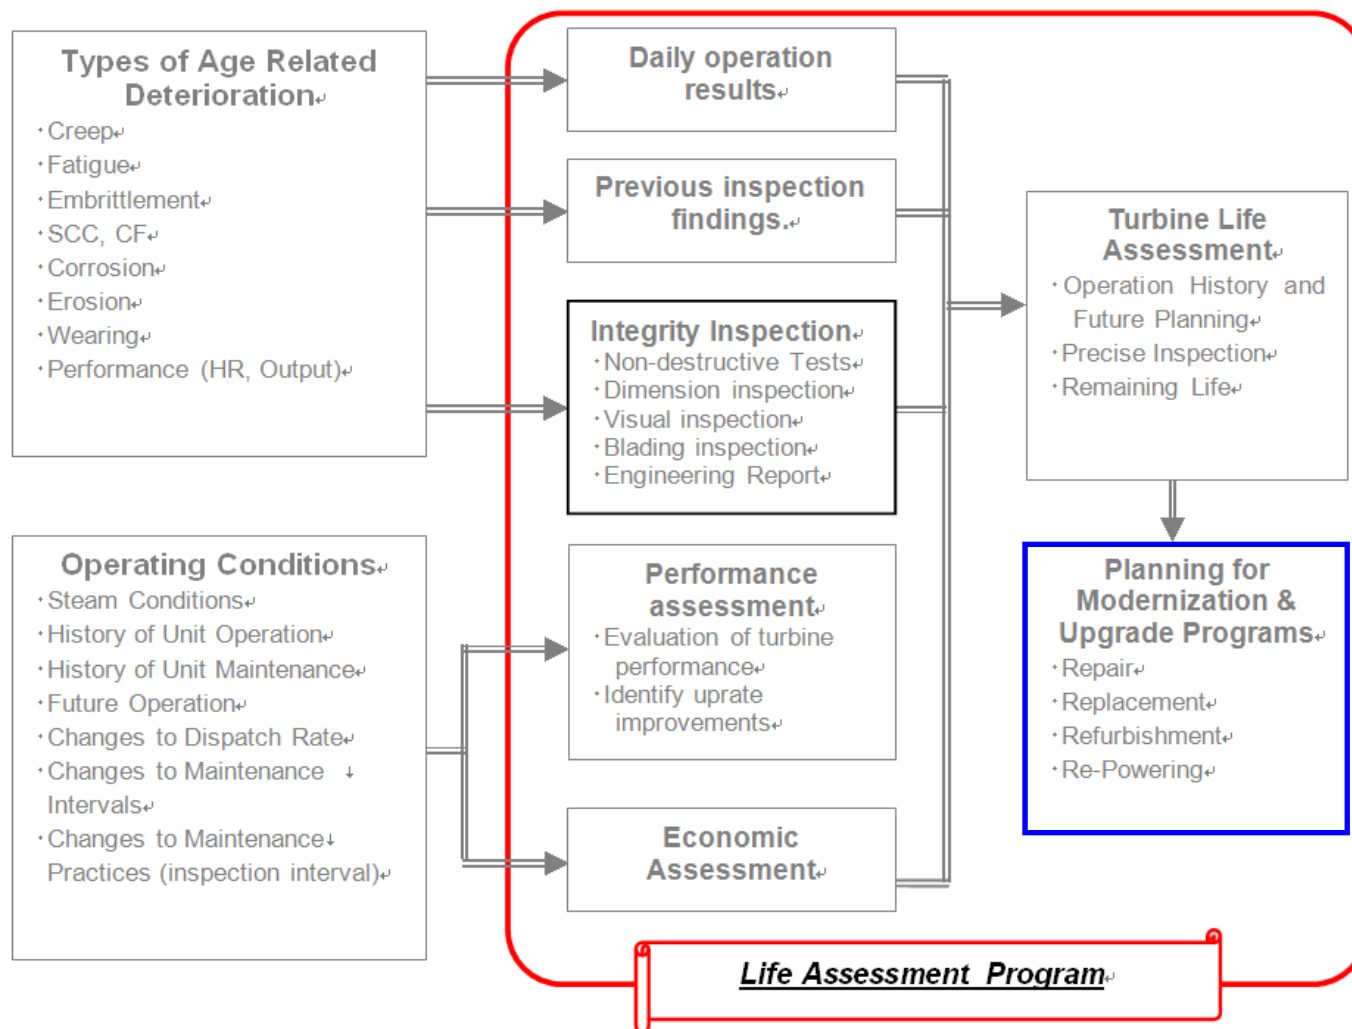 Types of Age Related
Deterioration↵
·Creep↵
·Fatigue↵
·Embrittlement↵
·SCC, CF↵
·Corrosion↵
·Erosion↵
·Wearing↵
·Performance (HR, Output)↵
Operating Conditions↵
·Steam Conditions↵
·History of Unit Operation↵
·History of Unit Maintenance↵
·Future Operation↵
·Changes to Dispatch Rate↵
·Changes to Maintenance ↓
Intervals↵
·Changes to Maintenance↓
Practices (inspection interval)↵
Daily operation
results↵
Previous inspection
findings.↵
Integrity Inspection↵
·Non-destructive Tests↵
·Dimension inspection↵
·Visual inspection↵
·Blading inspection↵
·Engineering Report↵
Performance
assessment↵
·Evaluation of turbine
performance↵
·Identify uprate
improvements↵
Economic
Assessment↵
Turbine Life
Assessment↵
·Operation History and
Future Planning↵
·Precise Inspection↵
·Remaining Life↵
Planning for
Modernization &
Upgrade Programs↵
·Repair↵
·Replacement↵
·Refurbishment↵
·Re-Powering↵
Life Assessment Program↵